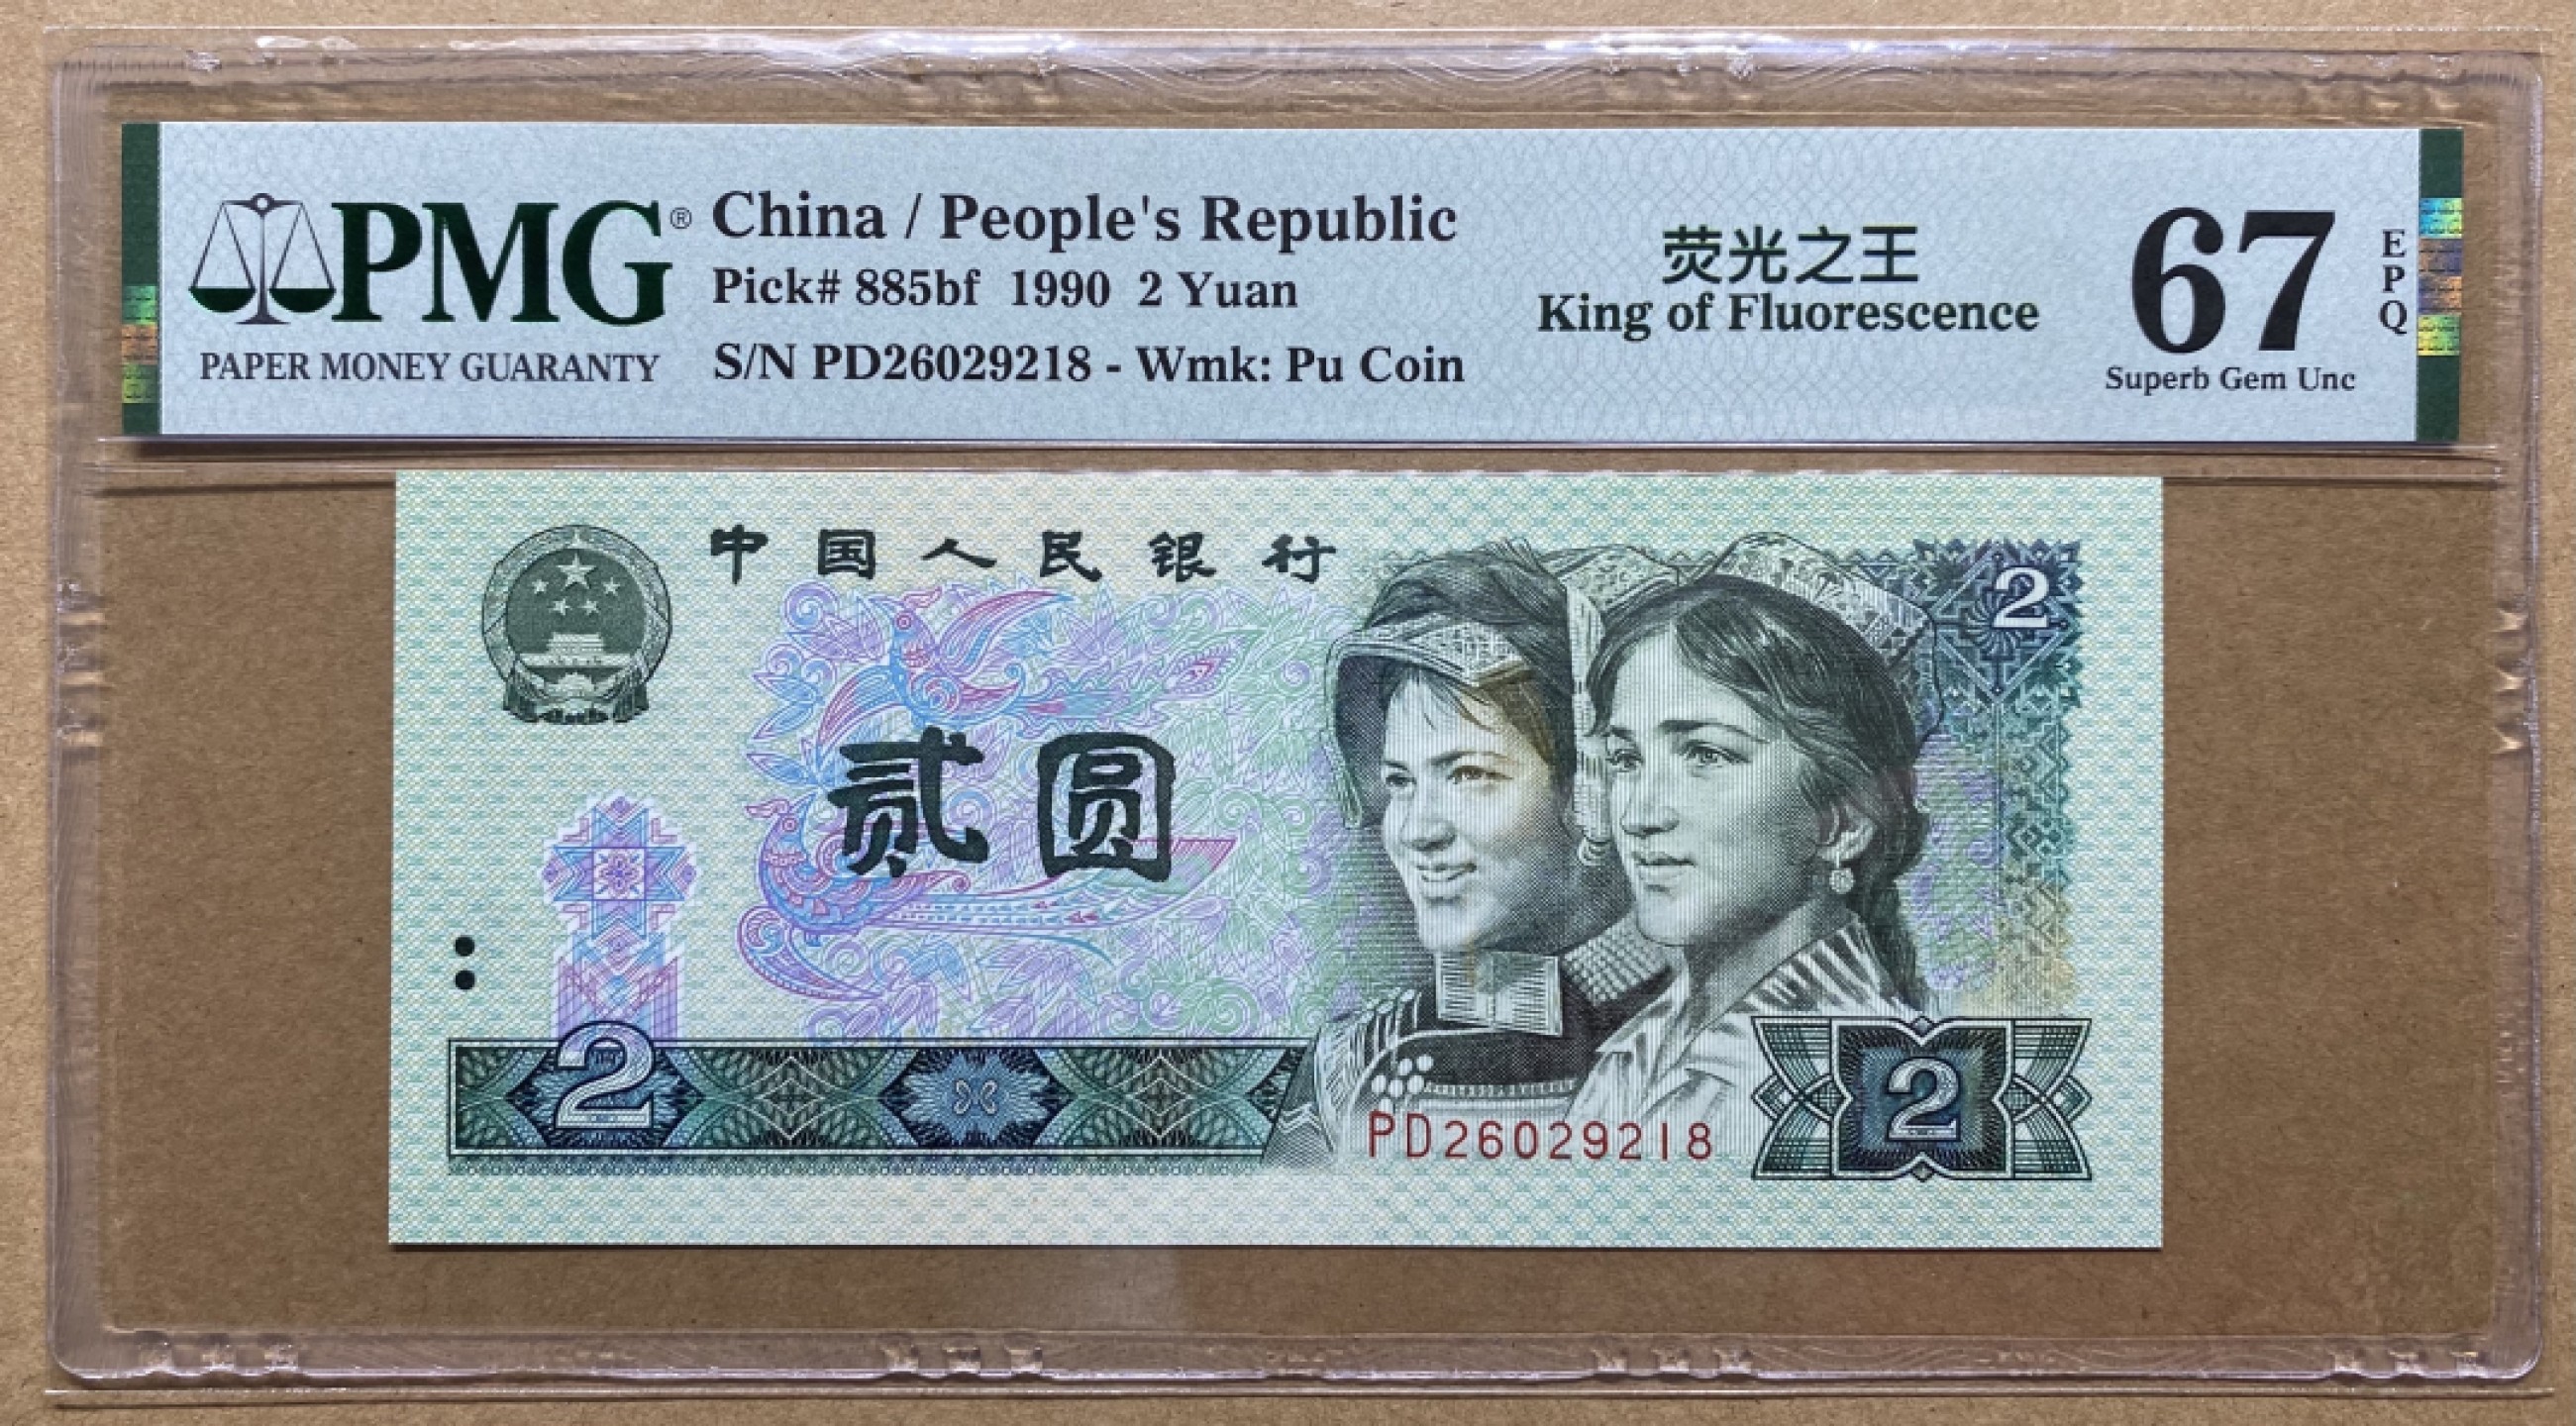 PMG®
PAPER MONEY GUARANTY
China / People's Republic
Pick# 885bf 1990 2 Yuan
S/N PD26029218 - Wmk: Pu Coin
荧光之王
King of Fluorescence
67
EPQ
Superb Gem Unc
中国人民银行
2
贰圆
2
2
PD26029218